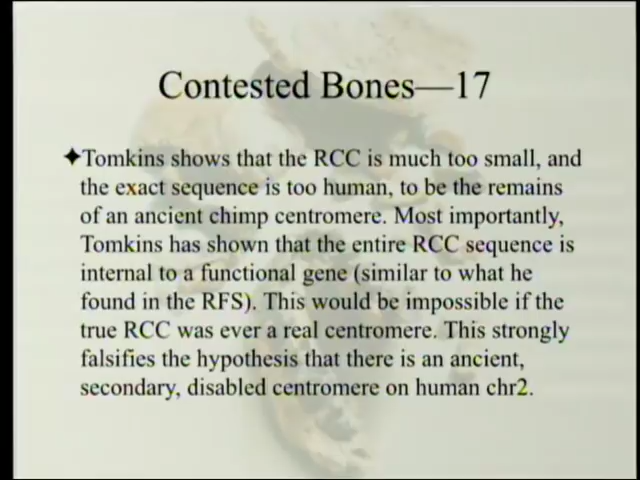 Contested Bones—17
✦Tomkins shows that the RCC is much too small, and
the exact sequence is too human, to be the remains
of an ancient chimp centromere. Most importantly,
Tomkins has shown that the entire RCC sequence is
internal to a functional gene (similar to what he
found in the RFS). This would be impossible if the
true RCC was ever a real centromere. This strongly
falsifies the hypothesis that there is an ancient,
secondary, disabled centromere on human chr2.